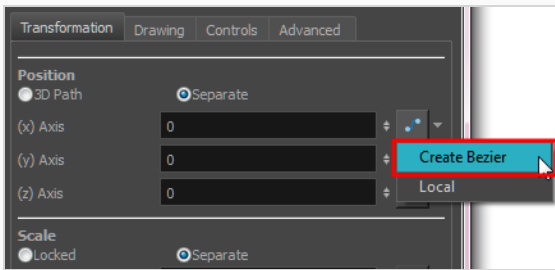 Transformation Drawing Controls Advanced
Position
3D Path Separate
(x) Axis 0
(y) Axis 0
Create Bezier
(z) Axis 0
Local
Scale
Locked Separate